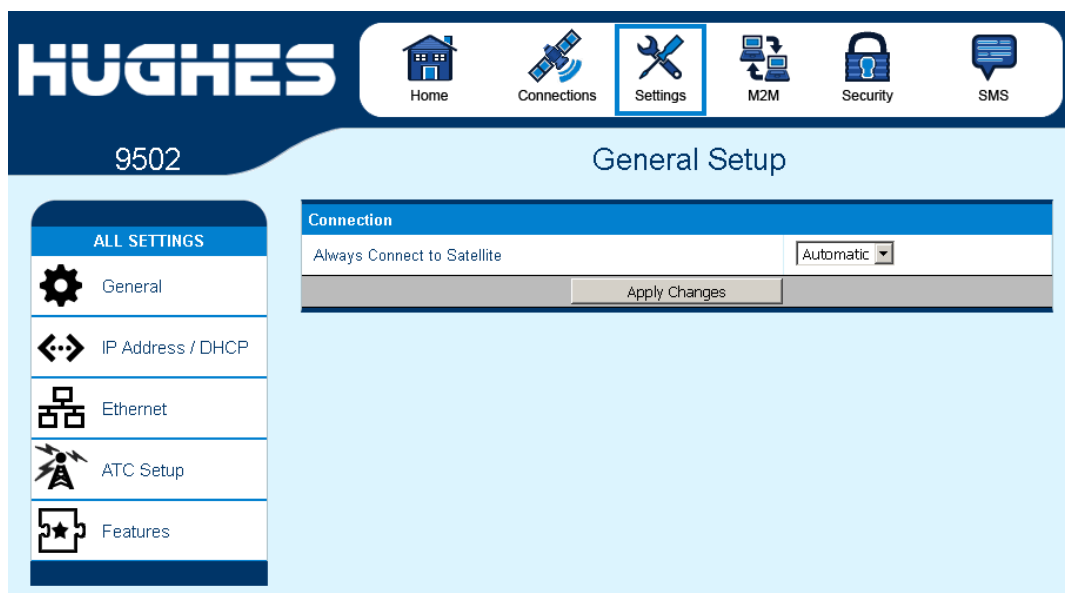 HUGHES
Home
Connections
Settings
M2M
Security
SMS
9502
General Setup
ALL SETTINGS
General
IP Address / DHCP
Ethernet
ATC Setup
Features
Connection
Always Connect to Satellite
Automatic
Apply Changes